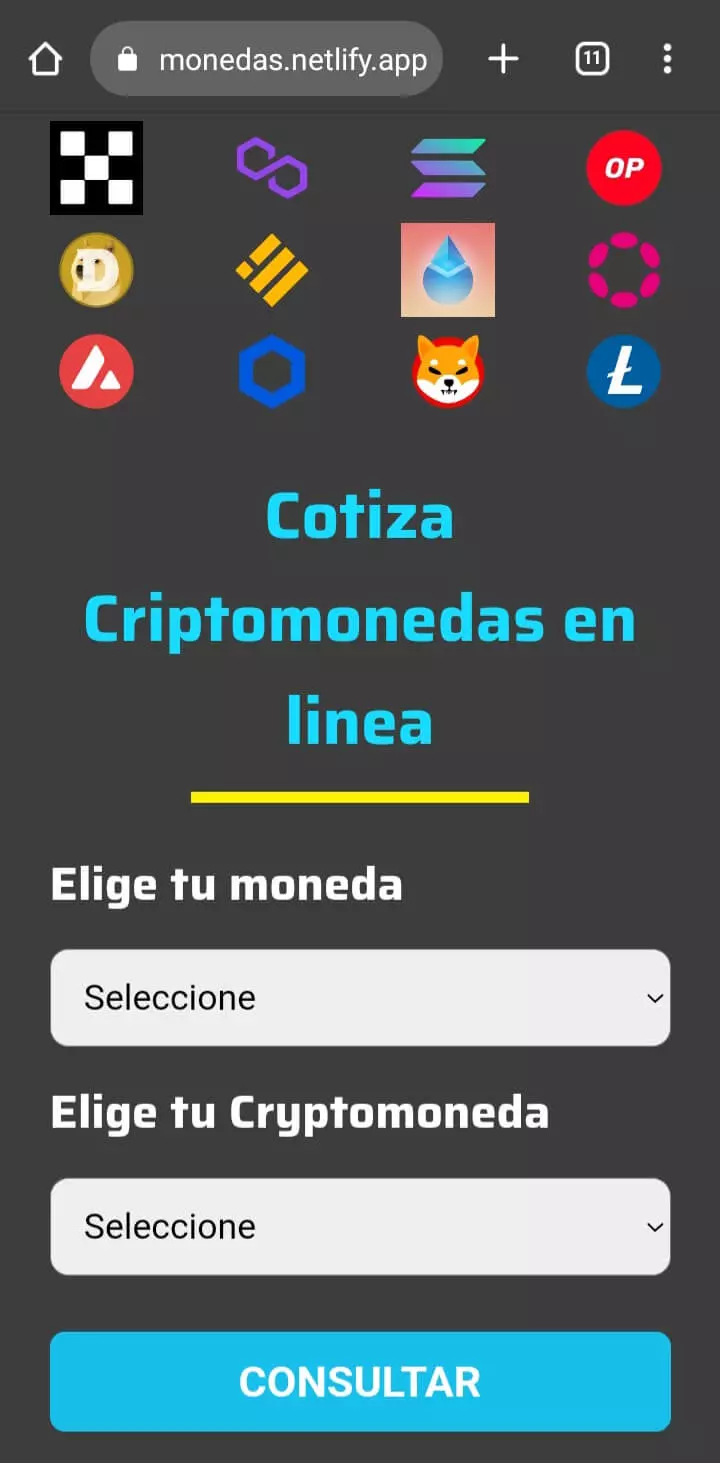 monedas.netlify.app
11
OP
Cotiza
Criptomonedas en
linea
Elige tu moneda
Seleccione
Elige tu Cryptomoneda
Seleccione
CONSULTAR